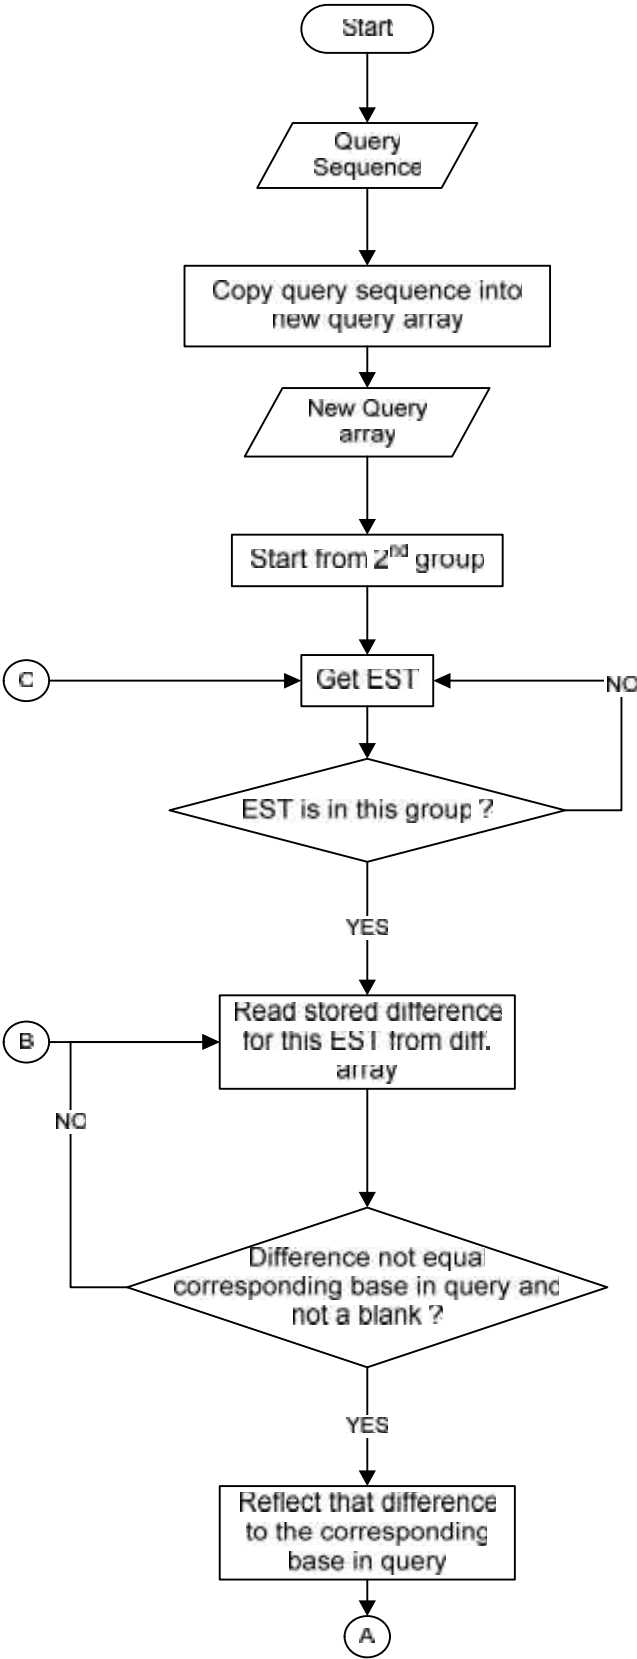 Start
Query
Sequence
Copy query sequence into
new query array
New Query
array
Start from 2nd group
C
Get EST
NO
EST is in this group ?
YES
Read stored difference
B
for this EST from diff.
array
NO
Difference not equal
corresponding base in query and
not a blank ?
YES
Reflect that difference
to the corresponding
base in query
A